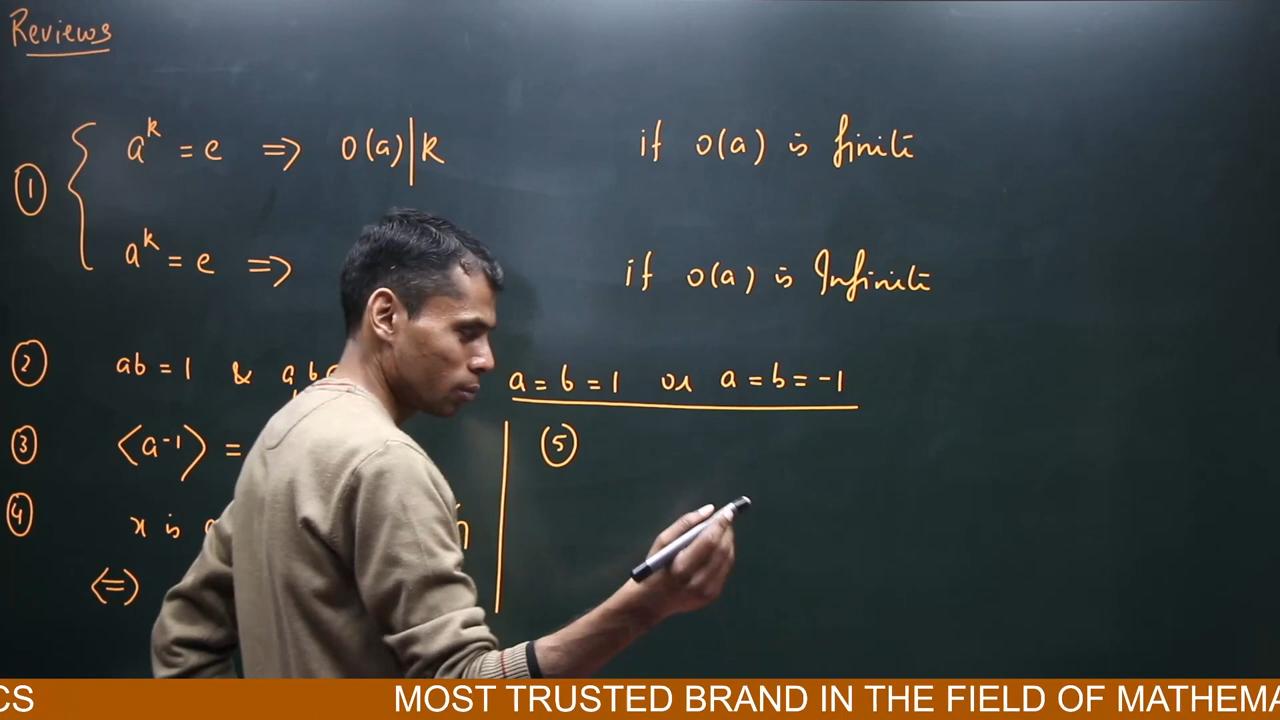 Reviews
① a^k = e => o(a)|k if o(a) is finite
a^k = e => if o(a) is Infinite
② ab = 1 & a = b = 1 or a = b = -1
③ <a⁻¹> =
④ x is
<=>
⑤
CS MOST TRUSTED BRAND IN THE FIELD OF MATHEMA